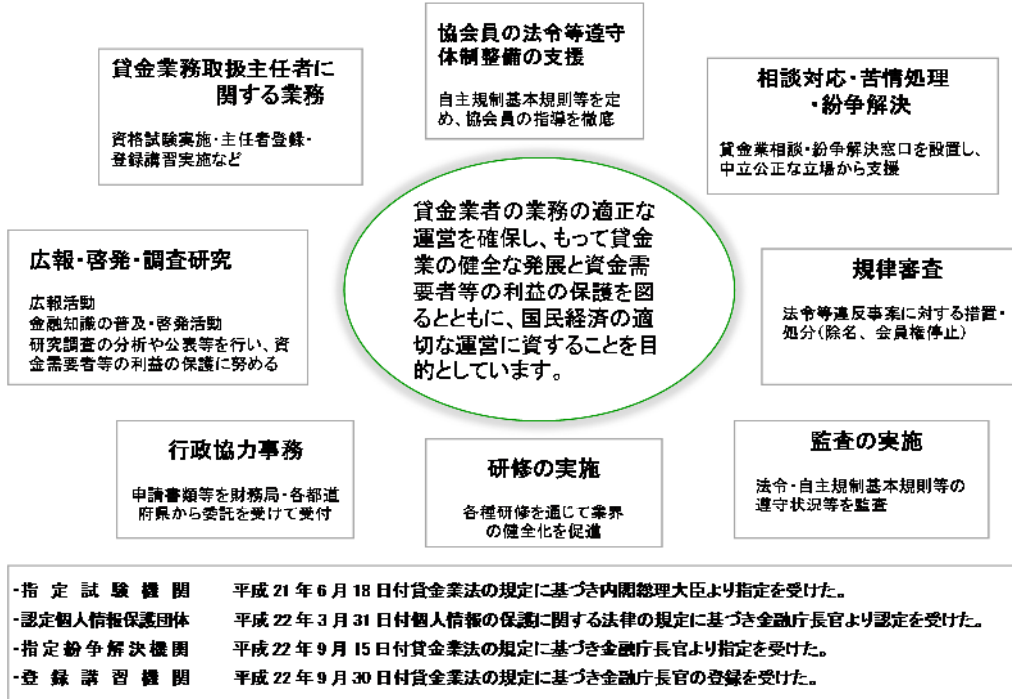 協会員の法令等遵守
体制整備の支援
自主規制基本規則等を定
め、協会員の指導を徹底
貸金業務取扱主任者に
関する業務
資格試験実施・主任者登録・
登録講習実施など
相談対応・苦情処理
・紛争解決
貸金業相談・紛争解決窓口を設置し、
中立公正な立場から支援
貸金業者の業務の適正な
運営を確保し、もって貸金
業の健全な発展と資金需
要者等の利益の保護を図
るとともに、国民経済の適
切な運営に資することを目
的としています。
広報・啓発・調査研究
広報活動
金融知識の普及・啓発活動
研究調査の分析や公表等を行い、資
金需要者等の利益の保護に努める
規律審査
法令等違反事案に対する措置・
処分(除名、会員権停止)
行政協力事務
申請書類等を財務局・各都道
府県から委託を受けて受付
研修の実施
各種研修を通じて業界
の健全化を促進
監査の実施
法令・自主規制基本規則等の
遵守状況等を監査
・指定試験機関 平成21年6月18日付貸金業法の規定に基づき内閣総理大臣より指定を受けた。
・認定個人情報保護団体 平成22年3月31日付個人情報の保護に関する法律の規定に基づき金融庁長官より認定を受けた。
・指定紛争解決機関 平成22年9月15日付貸金業法の規定に基づき金融庁長官より指定を受けた。
・登録講習機関 平成22年9月30日付貸金業法の規定に基づき金融庁長官の登録を受けた。